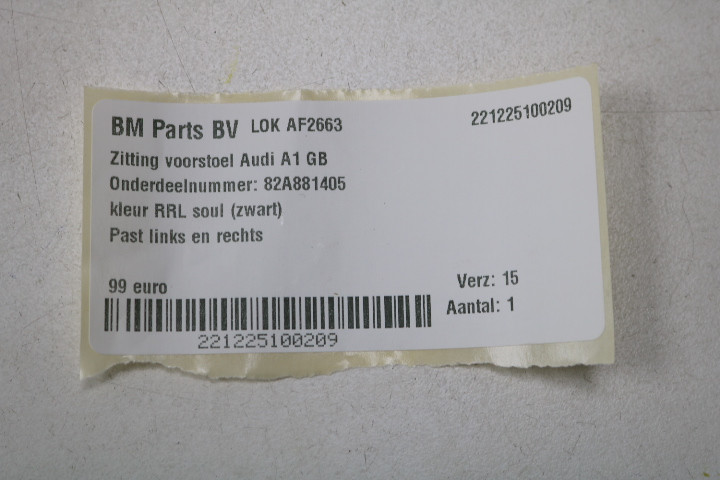 BM Parts BV LOK AF2663 221225100209
Zitting voorstoel Audi A1 GB
Onderdeelnummer: 82A881405
kleur RRL soul (zwart)
Past links en rechts
99 euro Verz: 15
Aantal: 1
221225100209